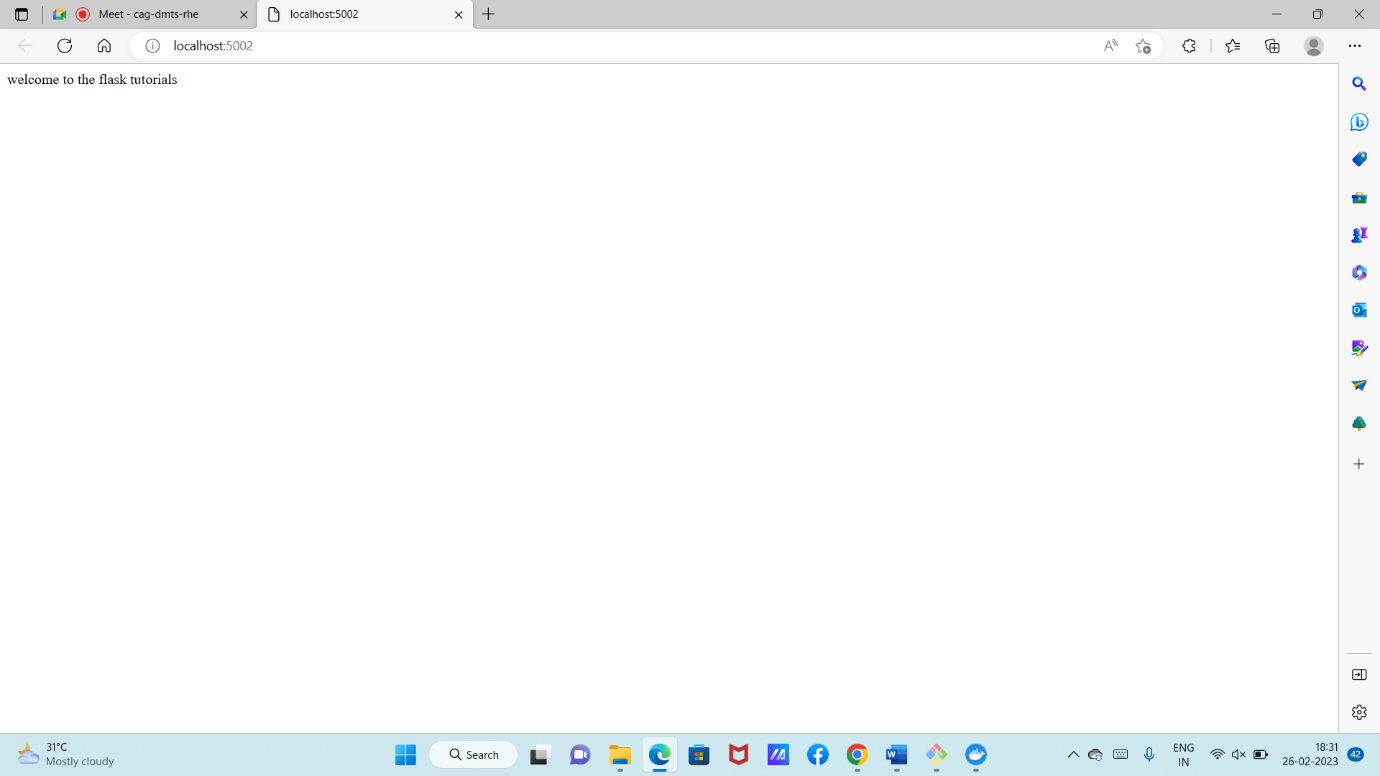 Meet - cag-dmts-rhe
localhost:5002
localhost:5002
welcome to the flask tutorials
31°C
Mostly cloudy
Search
ENG
IN
18:31
26-02-2023
42